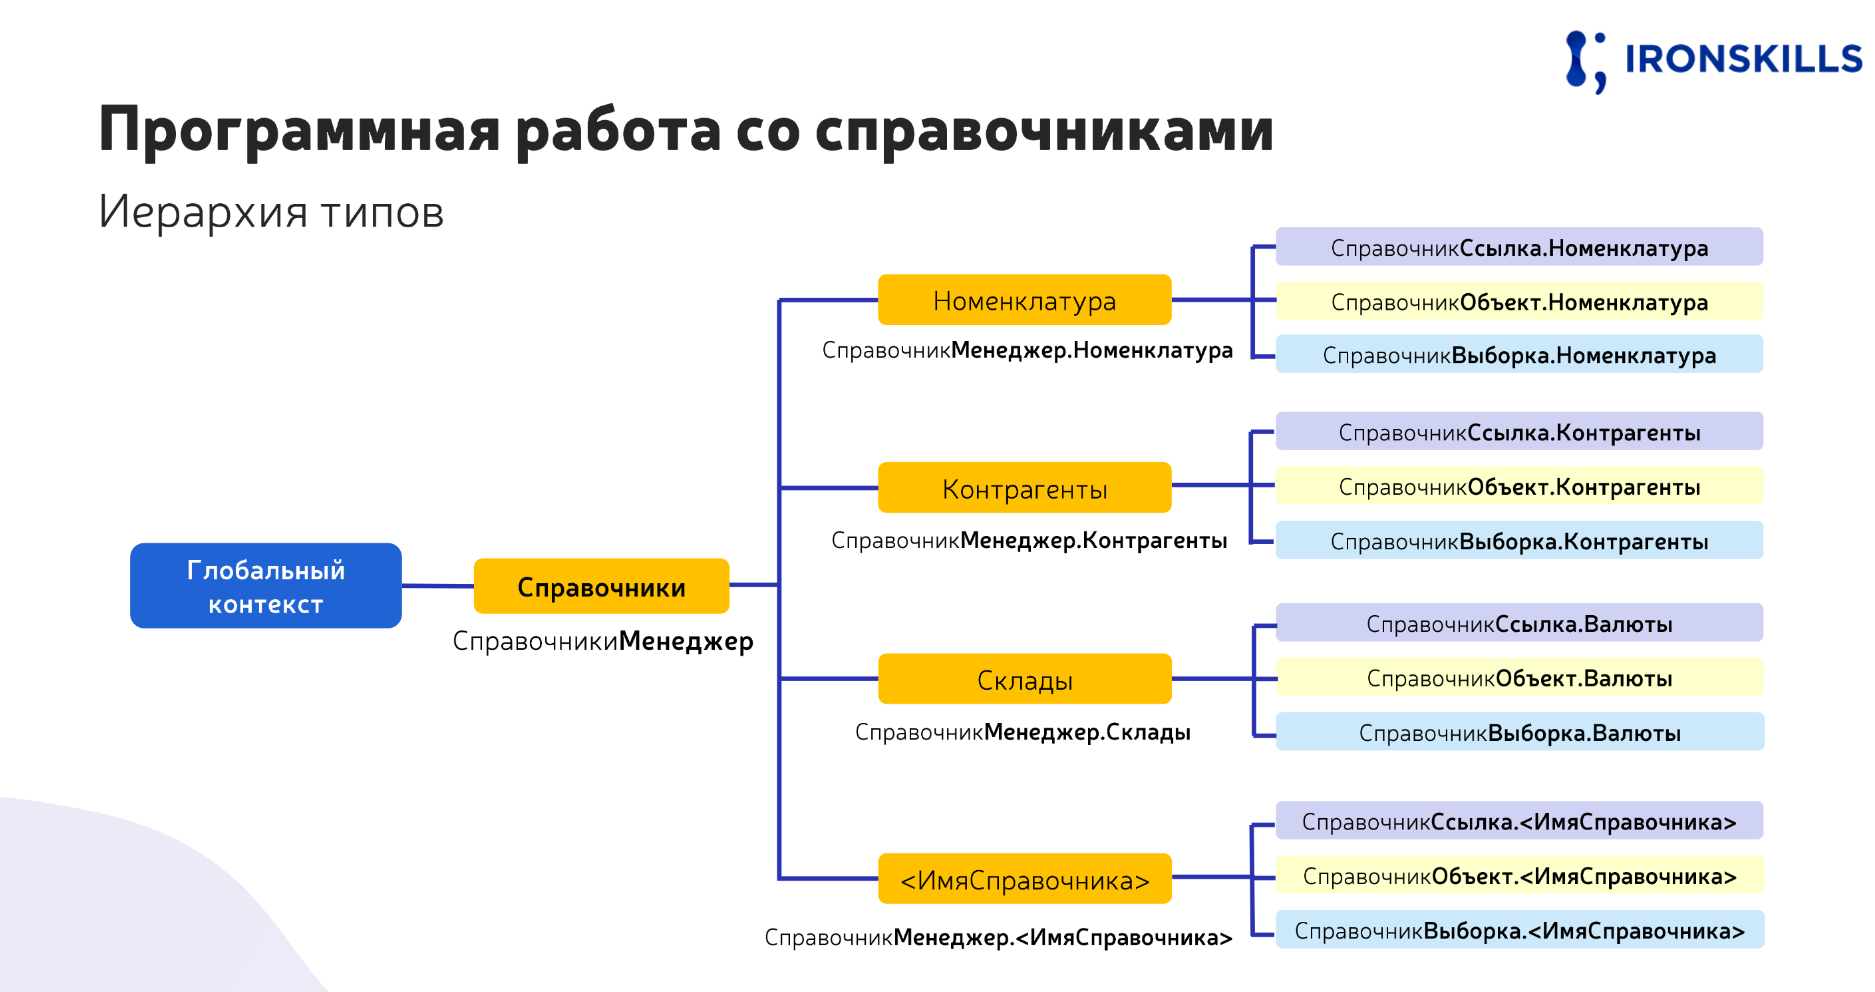 IRONSKILLS
Программная работа со справочниками
Иерархия типов
Глобальный
контекст
Справочники
СправочникиМенеджер
Номенклатура
СправочникМенеджер.Номенклатура
СправочникСсылка.Номенклатура
СправочникОбъект.Номенклатура
СправочникВыборка.Номенклатура
Контрагенты
СправочникМенеджер.Контрагенты
СправочникСсылка.Контрагенты
СправочникОбъект.Контрагенты
СправочникВыборка.Контрагенты
Склады
СправочникМенеджер.Склады
СправочникСсылка.Валюты
СправочникОбъект.Валюты
СправочникВыборка.Валюты
<ИмяСправочника>
СправочникМенеджер.<ИмяСправочника>
СправочникСсылка.<ИмяСправочника>
СправочникОбъект.<ИмяСправочника>
СправочникВыборка.<ИмяСправочника>